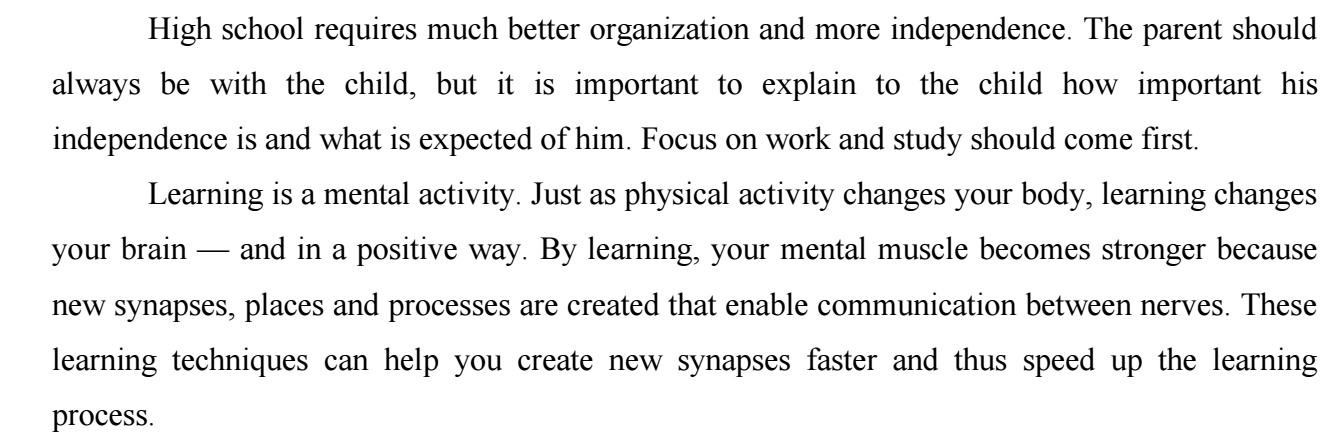 High school requires much better organization and more independence. The parent should
always be with the child, but it is important to explain to the child how important his
independence is and what is expected of him. Focus on work and study should come first.
Learning is a mental activity. Just as physical activity changes your body, learning changes
your brain — and in a positive way. By learning, your mental muscle becomes stronger because
new synapses, places and processes are created that enable communication between nerves. These
learning techniques can help you create new synapses faster and thus speed up the learning
process.